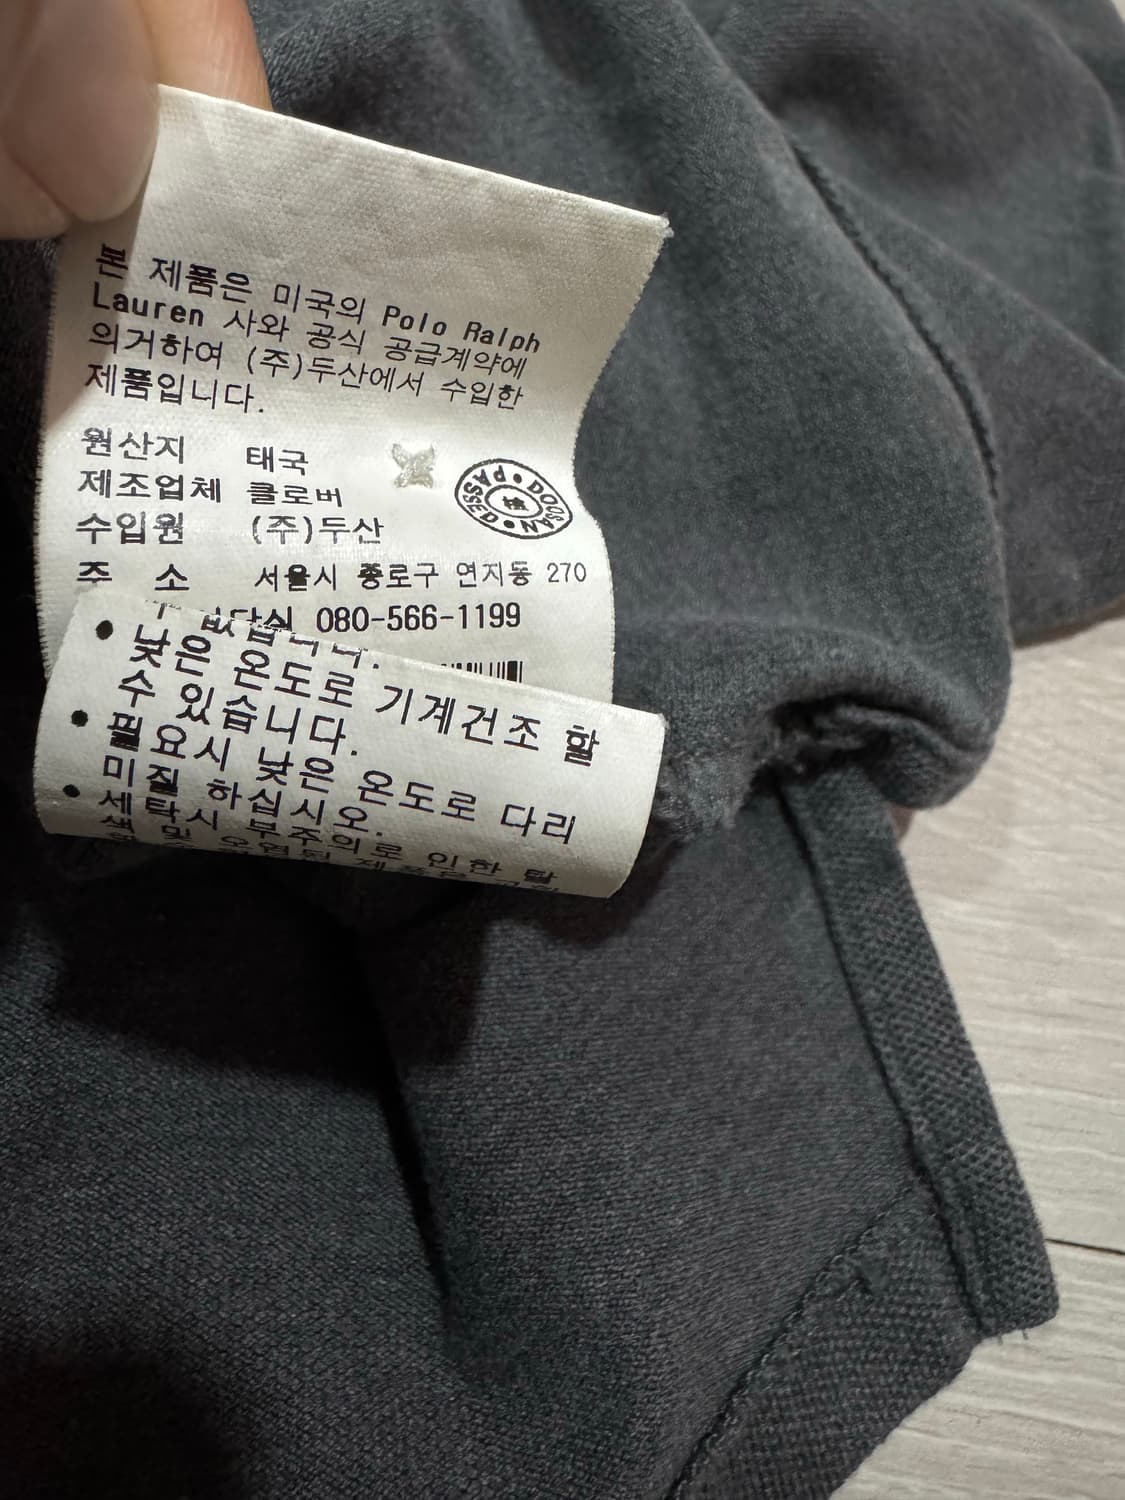 본 제품은 미국의 Polo Ralph
Lauren 사와 공식 공급계약에
의거하여 (주)두산에서 수입한
제품입니다.
원산지 태국
제조업체 클로버
수입원 (주)두산
DOOSAN PASSED
주 소 서울시 종로구 연지동 270
080-566-1199
• 낮은 온도로 기계건조 할
수 있습니다.
• 필요시 낮은 온도로 다리
미질 하십시오.
• 세탁시 부주의로 인한 탈
색 및